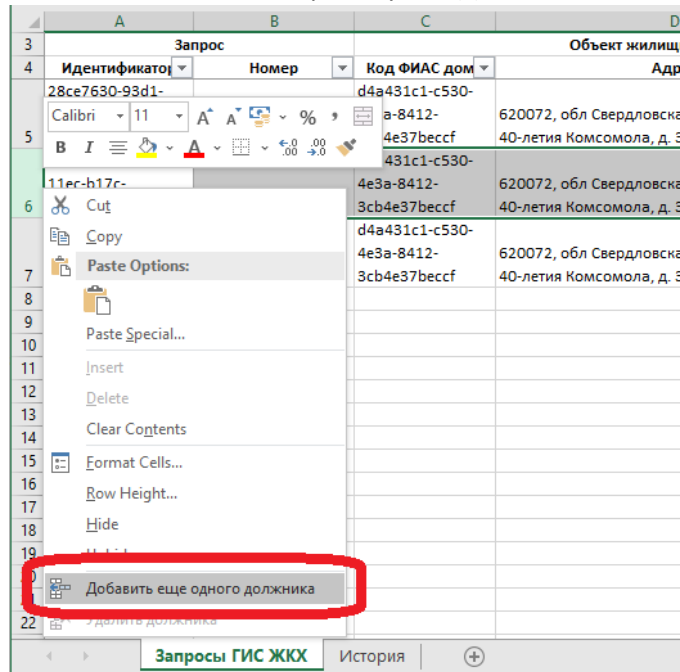 A B C D
3 Запрос Объект жилищ
4 Идентификатор Номер Код ФИАС дом Адр
28ce7630-93d1- d4a431c1-c530-
Calibri 11 A A % , a-8412- 620072, обл Свердловска
5 B I A ,00 ,0 4e37beccf 40-летия Комсомола, д. 3
431c1-c530-
11ec-b17c- 4e3a-8412- 620072, обл Свердловска
6 Cut 3cb4e37beccf 40-летия Комсомола, д. 3
Copy d4a431c1-c530-
Paste Options: 4e3a-8412- 620072, обл Свердловска
7 3cb4e37beccf 40-летия Комсомола, д. 3
8
9
10 Paste Special...
11 Insert
12 Delete
13
14 Clear Contents
15 Format Cells...
16
17 Row Height...
18 Hide
19
Добавить еще одного должника
22 Удалить должника
Запросы ГИС ЖКХ История